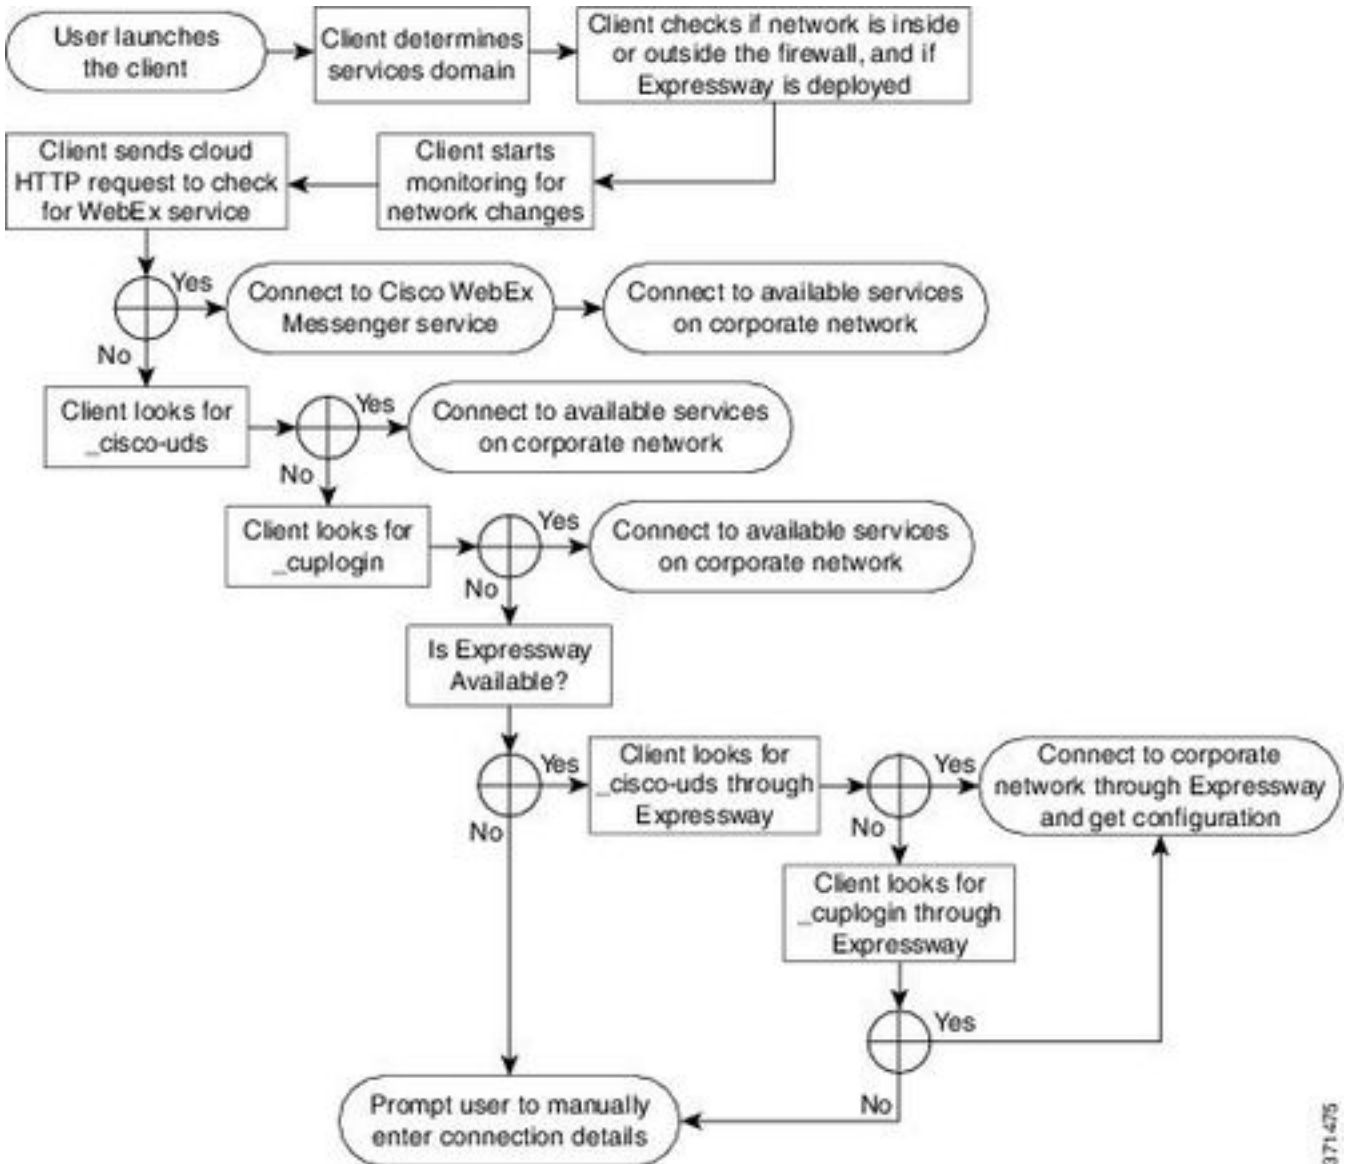 User launches
the client
Client determines
services domain
Client checks if network is inside
or outside the firewall, and if
Expressway is deployed
Client starts
monitoring for
network changes
Client sends cloud
HTTP request to check
for WebEx service
Yes
Connect to Cisco WebEx
Messenger service
Connect to available services
on corporate network
No
Client looks for
_cisco-uds
Yes
Connect to available services
on corporate network
No
Client looks for
_cuplogin
Yes
Connect to available services
on corporate network
No
Is Expressway
Available?
Yes
Client looks for
_cisco-uds through
Expressway
Yes
Connect to corporate
network through Expressway
and get configuration
No
No
Client looks for
_cuplogin through
Expressway
Yes
No
Prompt user to manually
enter connection details
371475